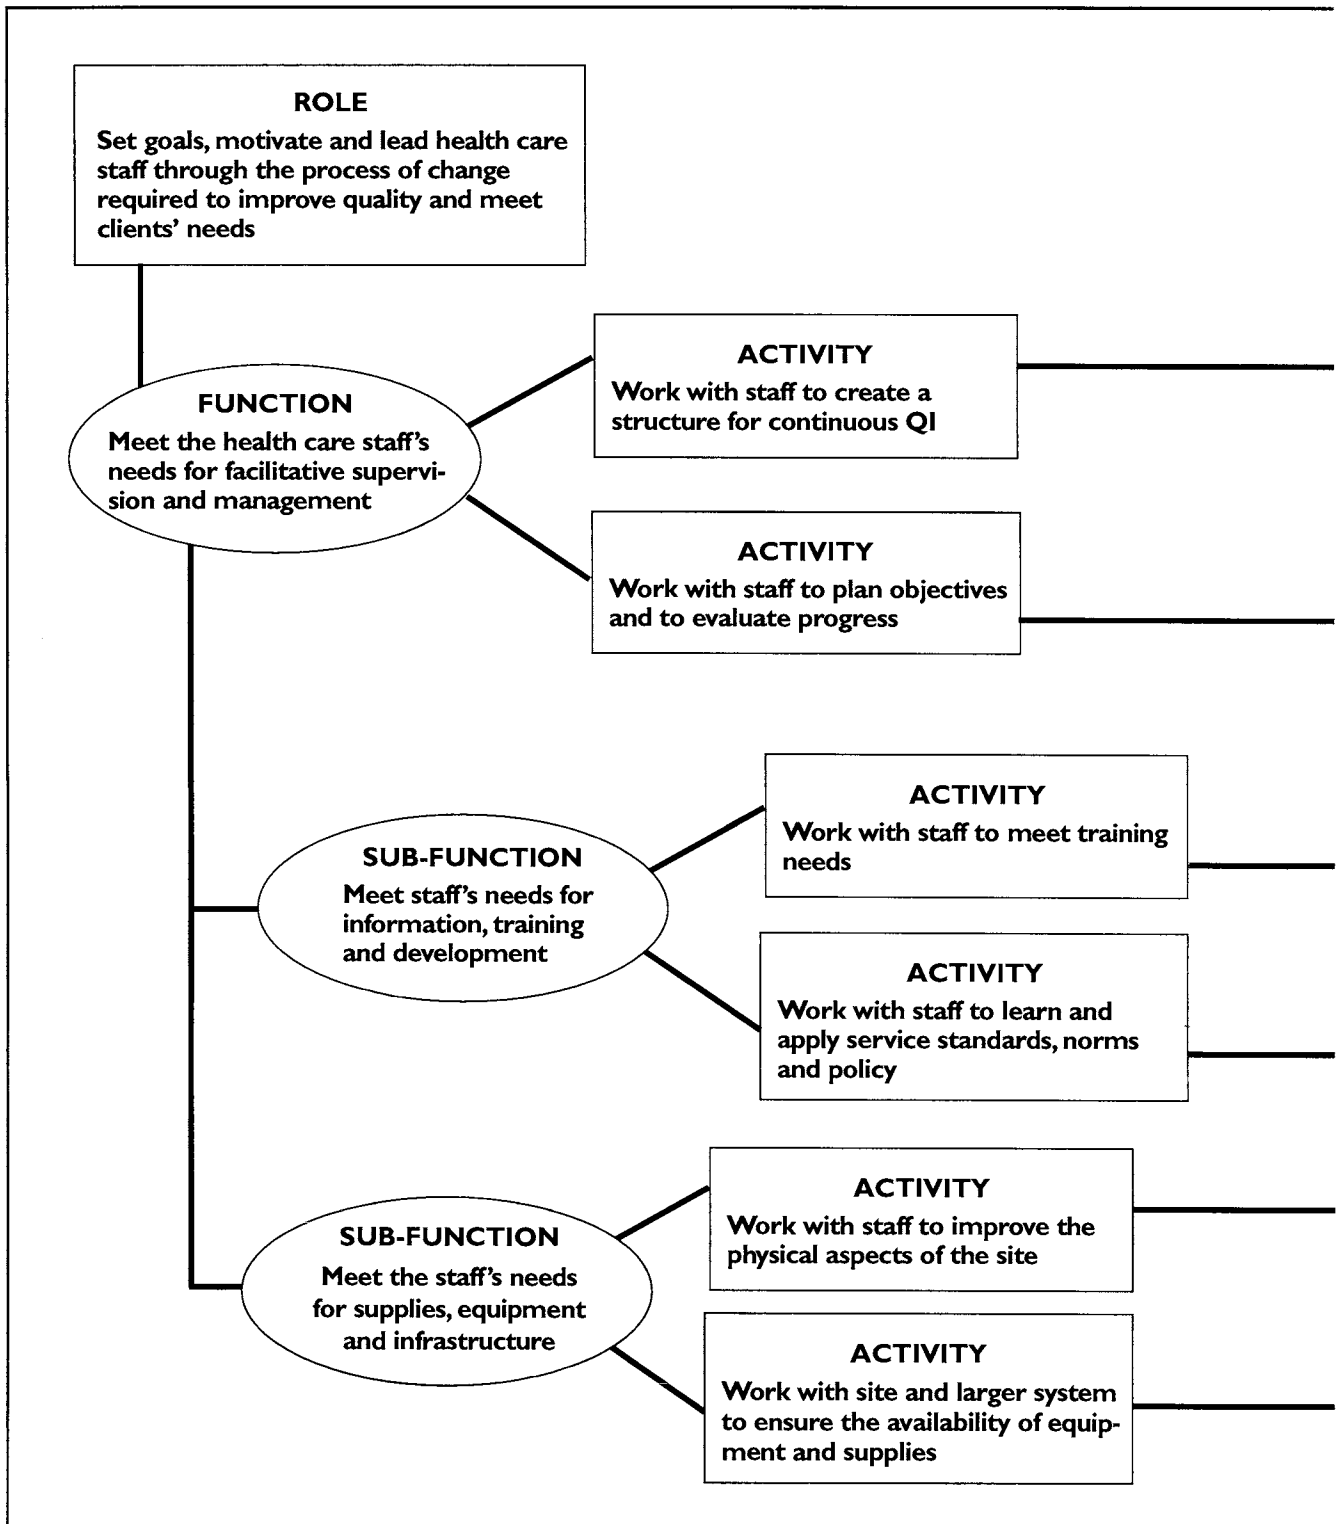 ROLE
Set goals, motivate and lead health care
staff through the process of change
required to improve quality and meet
clients' needs
FUNCTION
Meet the health care staff's
needs for facilitative supervi-
sion and management
ACTIVITY
Work with staff to create a
structure for continuous QI
ACTIVITY
Work with staff to plan objectives
and to evaluate progress
SUB-FUNCTION
Meet staff's needs for
information, training
and development
ACTIVITY
Work with staff to meet training
needs
ACTIVITY
Work with staff to learn and
apply service standards, norms
and policy
SUB-FUNCTION
Meet the staff's needs
for supplies, equipment
and infrastructure
ACTIVITY
Work with staff to improve the
physical aspects of the site
ACTIVITY
Work with site and larger system
to ensure the availability of equip-
ment and supplies